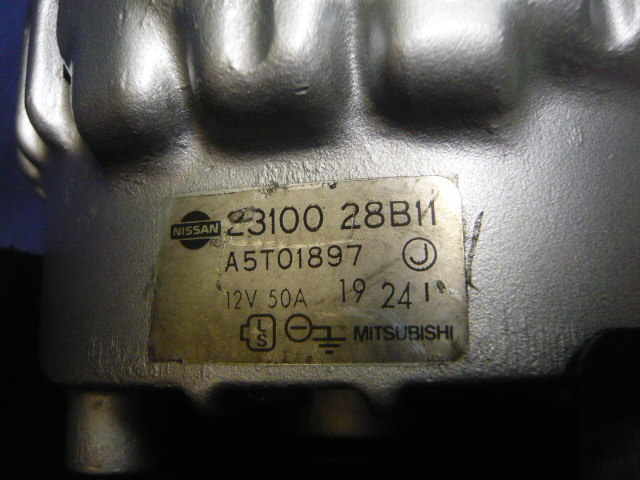 NISSAN 23100 28B11
A5T01897 J
12V 50A 19 24 1
L S MITSUBISHI